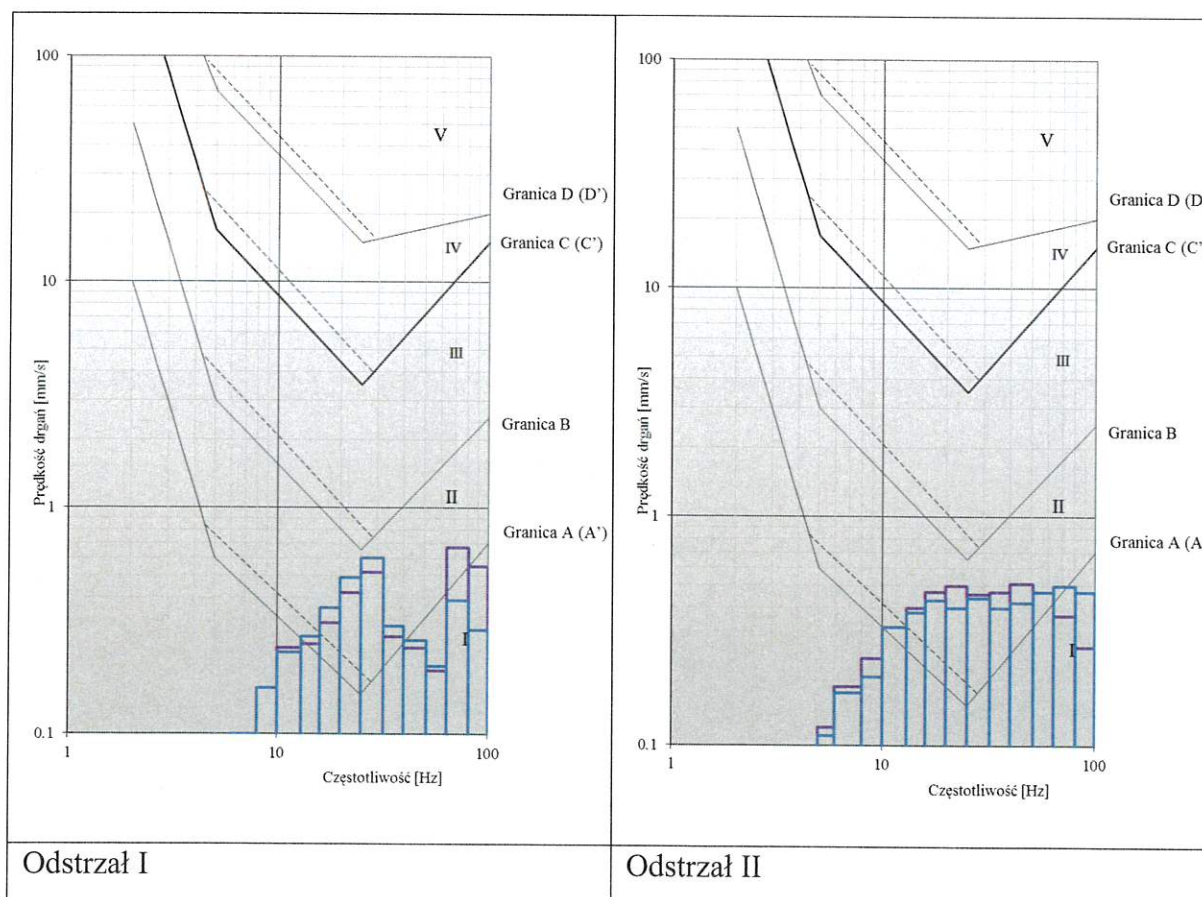 100
10
1
0.1
1
10
100
Prędkość drgań [mm/s]
Częstotliwość [Hz]
V
IV
III
II
I
Granica D (D’)
Granica C (C’)
Granica B
Granica A (A’)
Odstrzał I
100
10
1
0.1
1
10
100
Prędkość drgań [mm/s]
Częstotliwość [Hz]
V
IV
III
II
I
Granica D (D
Granica C (C’
Granica B
Granica A (A
Odstrzał II